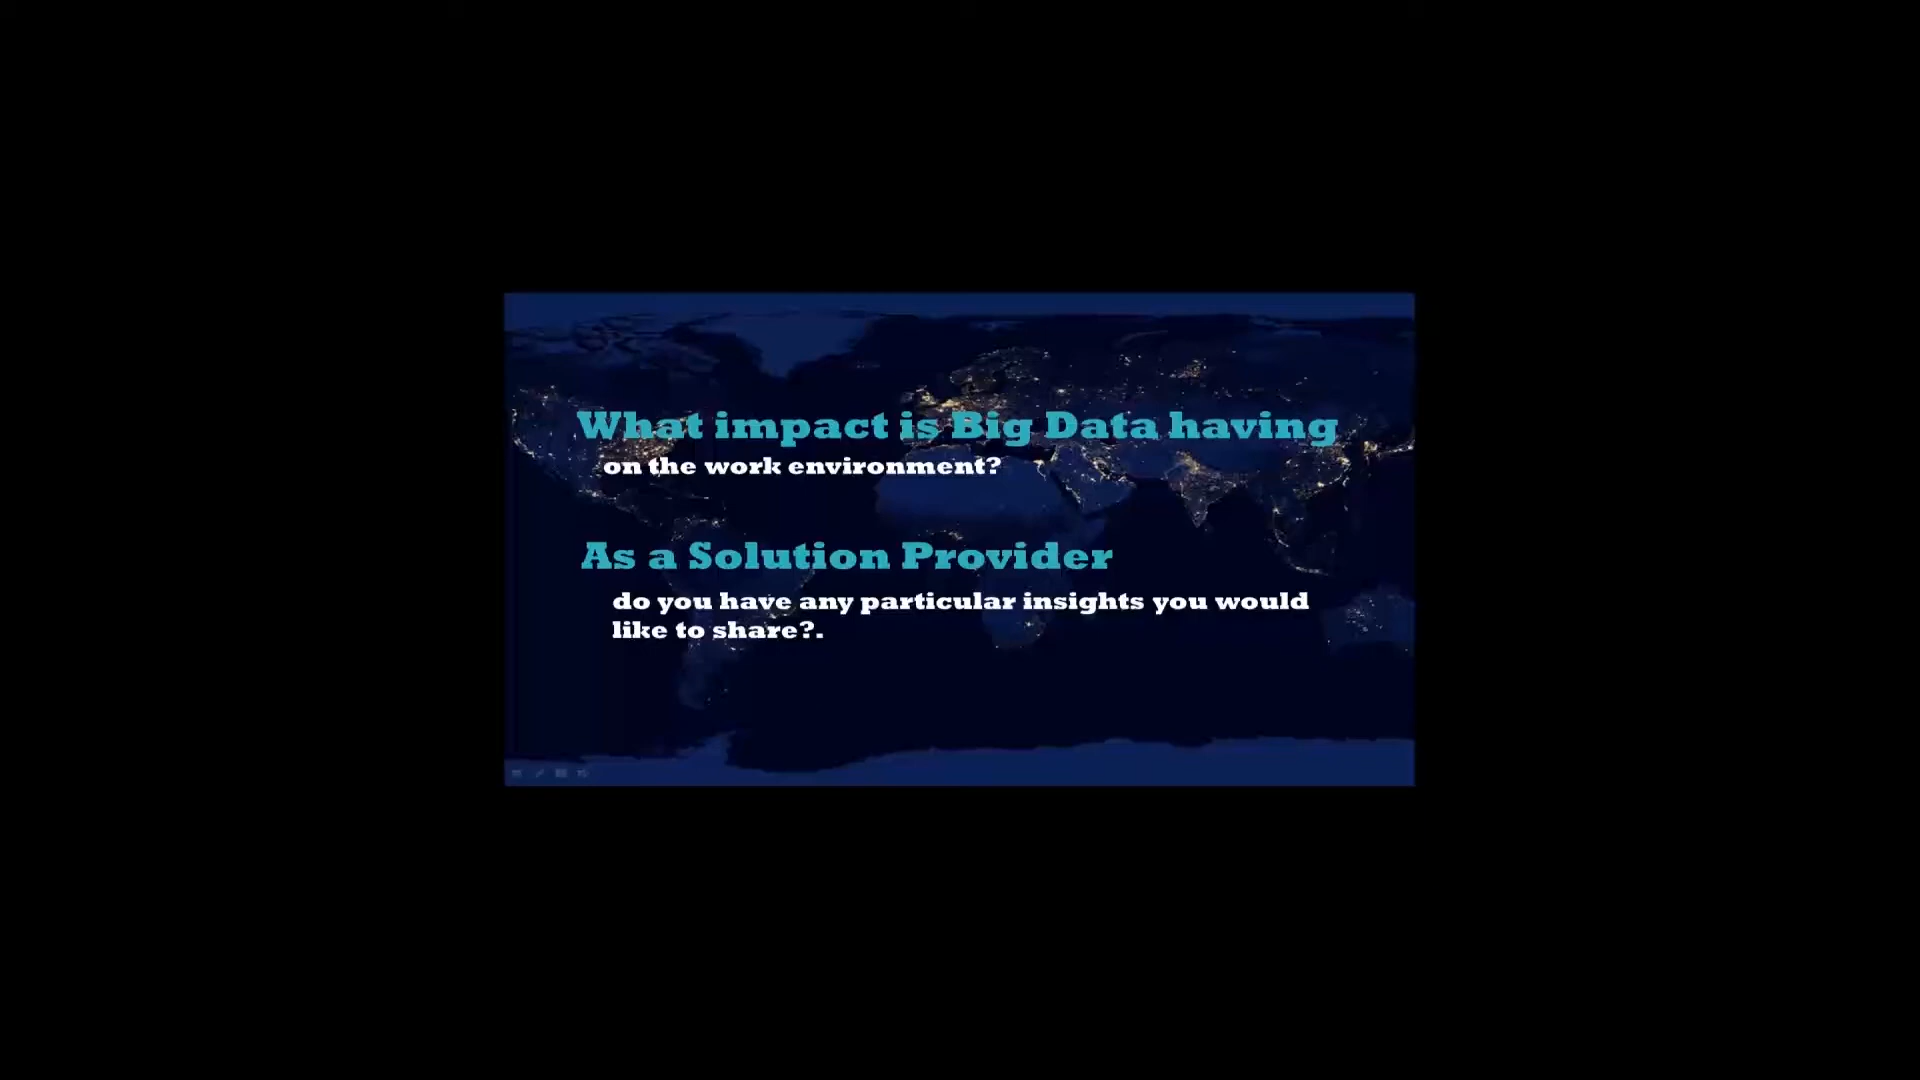 What impact is Big Data having
on the work environment?
As a Solution Provider
do you have any particular insights you would
like to share?.